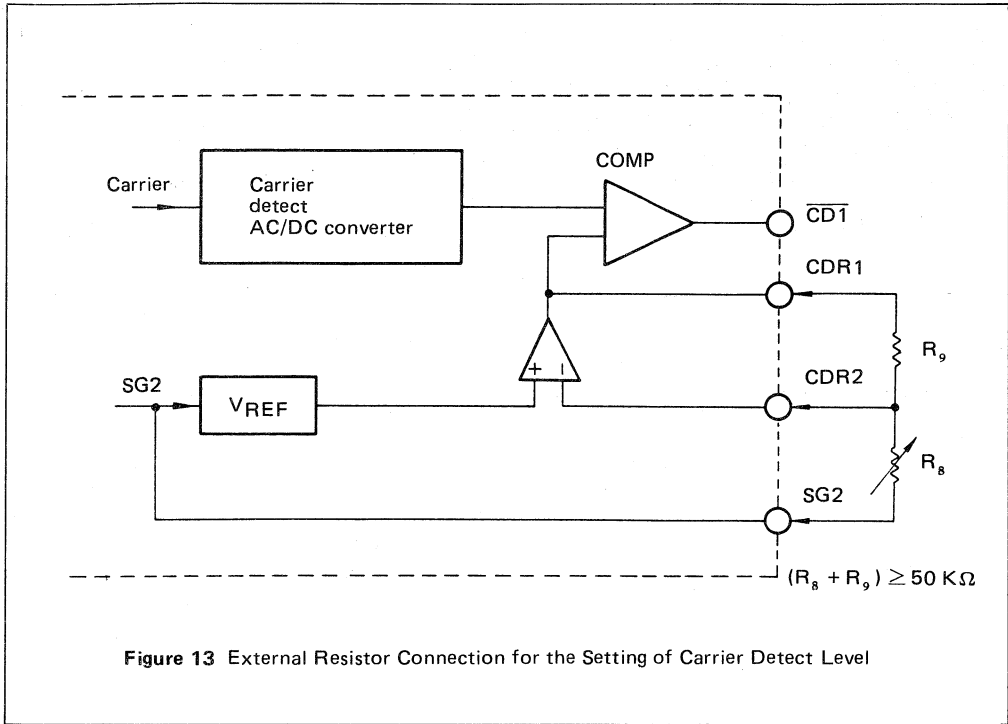 COMP
Carrier
Carrier
detect
AC/DC converter
CD1
CDR1
R9
+
−
SG2
VREF
CDR2
R8
SG2
(R8 + R9) ≥ 50 KΩ
Figure 13 External Resistor Connection for the Setting of Carrier Detect Level